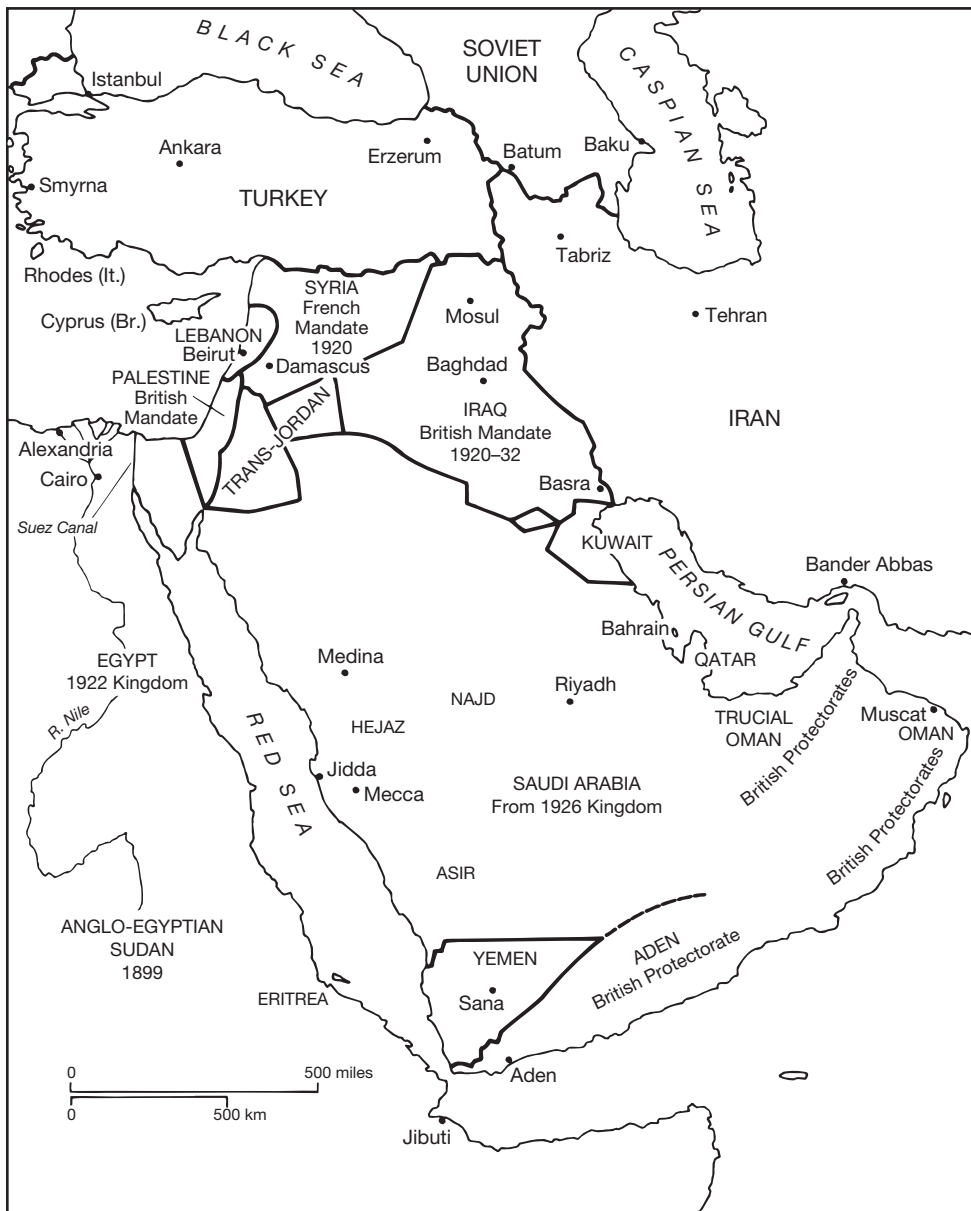 BLACK SEA
SOVIET
UNION
CASPIAN SEA
Istanbul
Ankara
Erzerum
Batum
Baku
Smyrna
TURKEY
Tabriz
Rhodes (It.)
Cyprus (Br.)
SYRIA
French
Mandate
1920
Mosul
Tehran
LEBANON
Beirut
Damascus
Baghdad
PALESTINE
British
Mandate
TRANS-JORDAN
IRAQ
British Mandate
1920–32
IRAN
Alexandria
Cairo
Basra
Suez Canal
KUWAIT
PERSIAN GULF
Bander Abbas
Bahrain
QATAR
EGYPT
1922 Kingdom
Medina
NAJD
Riyadh
R. Nile
HEJAZ
TRUCIAL
OMAN
British Protectorates
Muscat
OMAN
RED SEA
Jidda
Mecca
SAUDI ARABIA
From 1926 Kingdom
British Protectorates
ASIR
ANGLO-EGYPTIAN
SUDAN
1899
YEMEN
Sana
ADEN
British Protectorate
ERITREA
0 500 miles
0 500 km
Aden
Jibuti